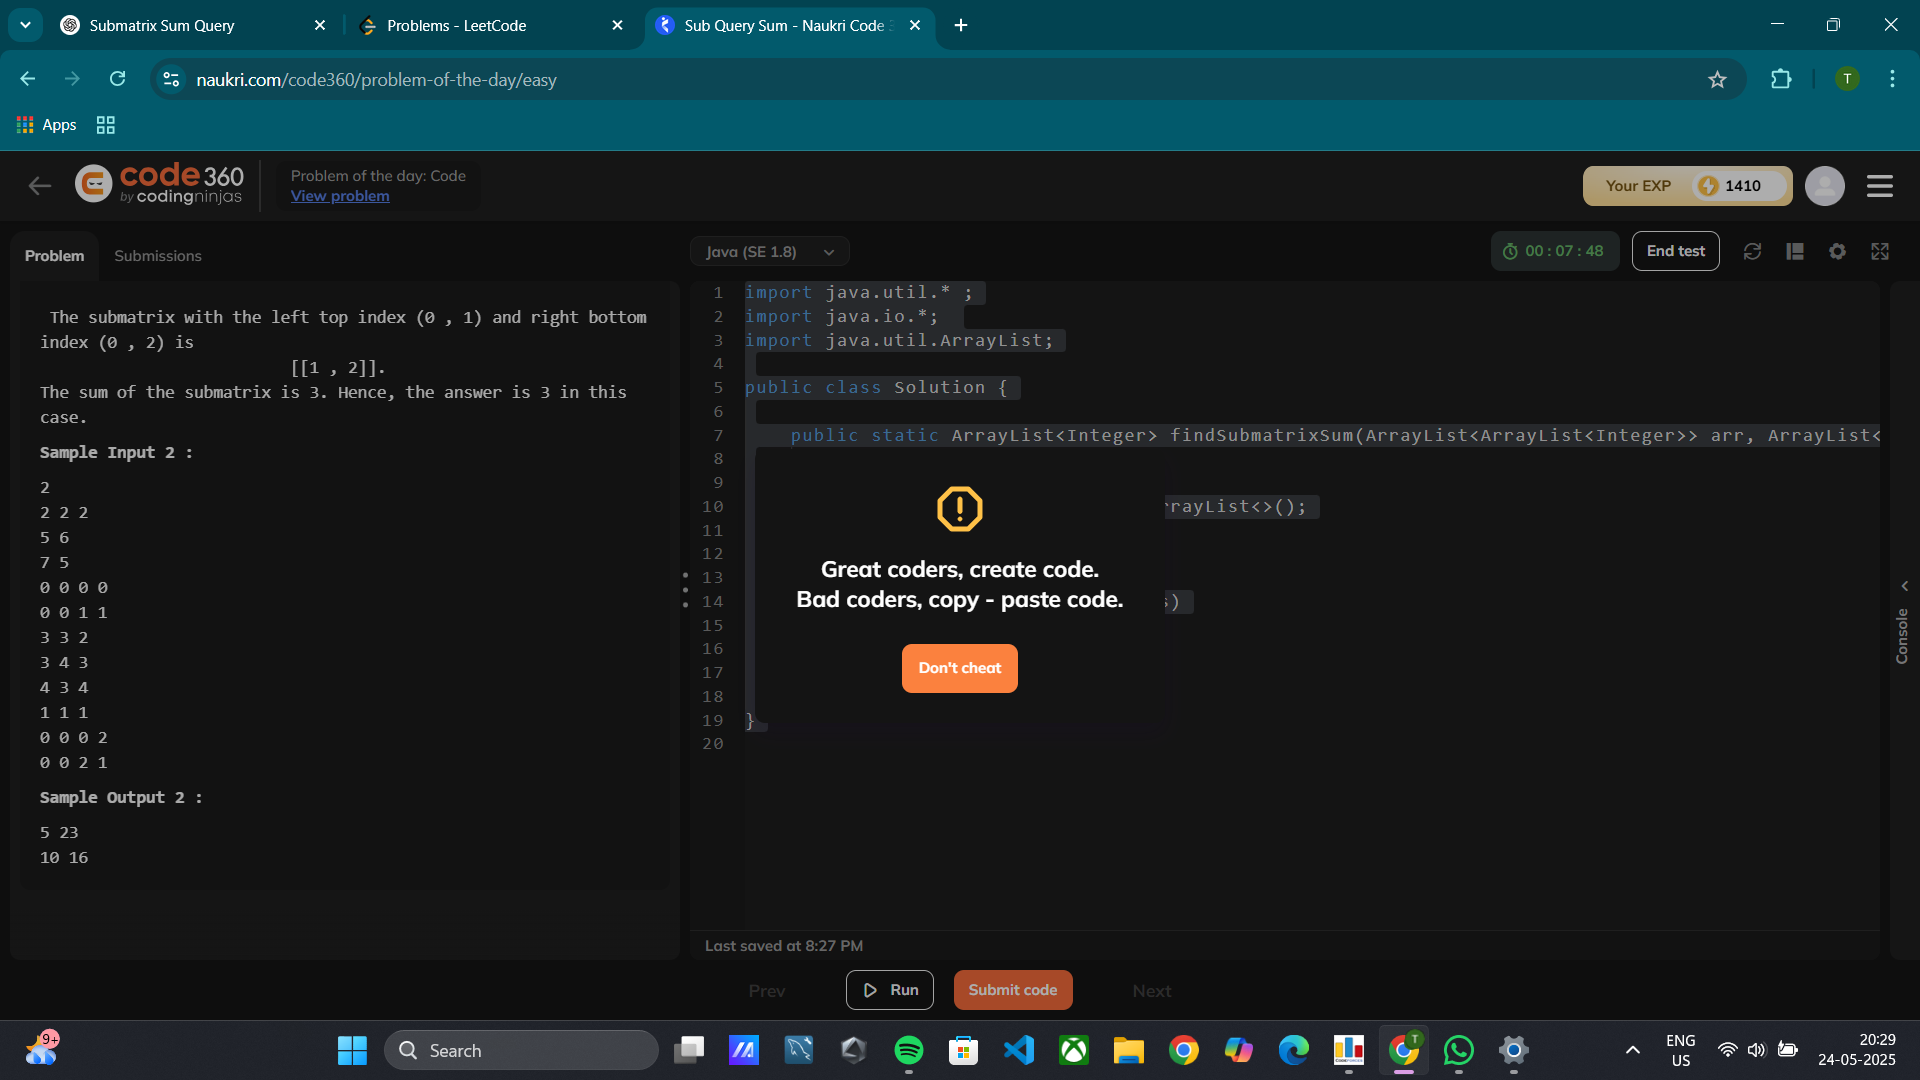 Submatrix Sum Query
Problems - LeetCode
Sub Query Sum - Naukri Code
naukri.com/code360/problem-of-the-day/easy
T
Apps
code 360
by codingninjas
Problem of the day: Code
View problem
Your EXP
1410
Problem
Submissions
Java (SE 1.8)
00 : 07 : 48
End test
The submatrix with the left top index (0 , 1) and right bottom
index (0 , 2) is
[[1 , 2]].
The sum of the submatrix is 3. Hence, the answer is 3 in this
case.
Sample Input 2 :
2
2 2 2
5 6
7 5
0 0 0 0
0 0 1 1
3 3 2
3 4 3
4 3 4
1 1 1
0 0 0 2
0 0 2 1
Sample Output 2 :
5 23
10 16
1 import java.util.* ;
2 import java.io.*;
3 import java.util.ArrayList;
4
5 public class Solution {
6
7 public static ArrayList<Integer> findSubmatrixSum(ArrayList<ArrayList<Integer>> arr, ArrayList<
8
9
10 rrayList<>();
11
12
13
14 )
15
16
17
18
19 }
20
Great coders, create code.
Bad coders, copy - paste code.
Don't cheat
Console
Last saved at 8:27 PM
Prev
Run
Submit code
Next
9+
Search
T
ENG
US
20:29
24-05-2025